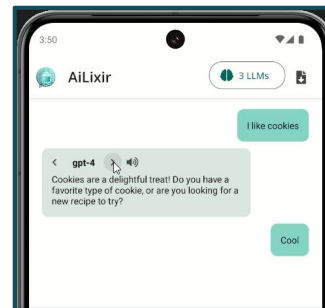 3:50
AiLixir
3 LLMs
I like cookies
gpt-4
Cookies are a delightful treat! Do you have a
favorite type of cookie, or are you looking for a
new recipe to try?
Cool